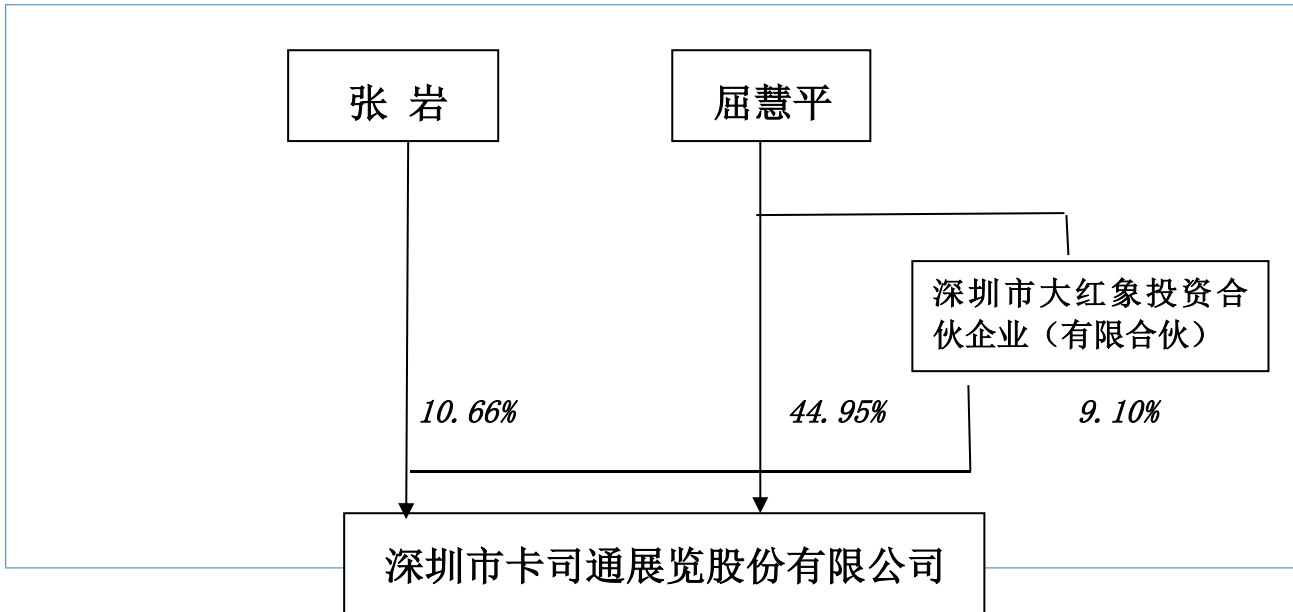 张 岩
屈慧平
深圳市大红象投资合
伙企业（有限合伙）
10.66%
44.95%
9.10%
深圳市卡司通展览股份有限公司